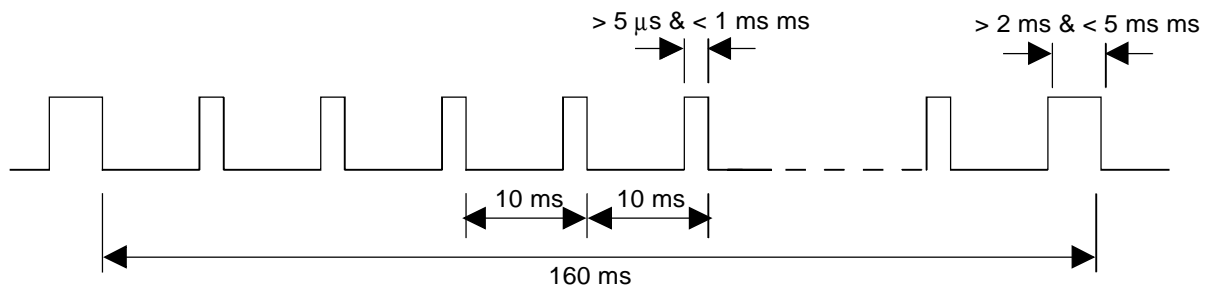 > 5 μs & < 1 ms ms
> 2 ms & < 5 ms ms
10 ms
10 ms
160 ms